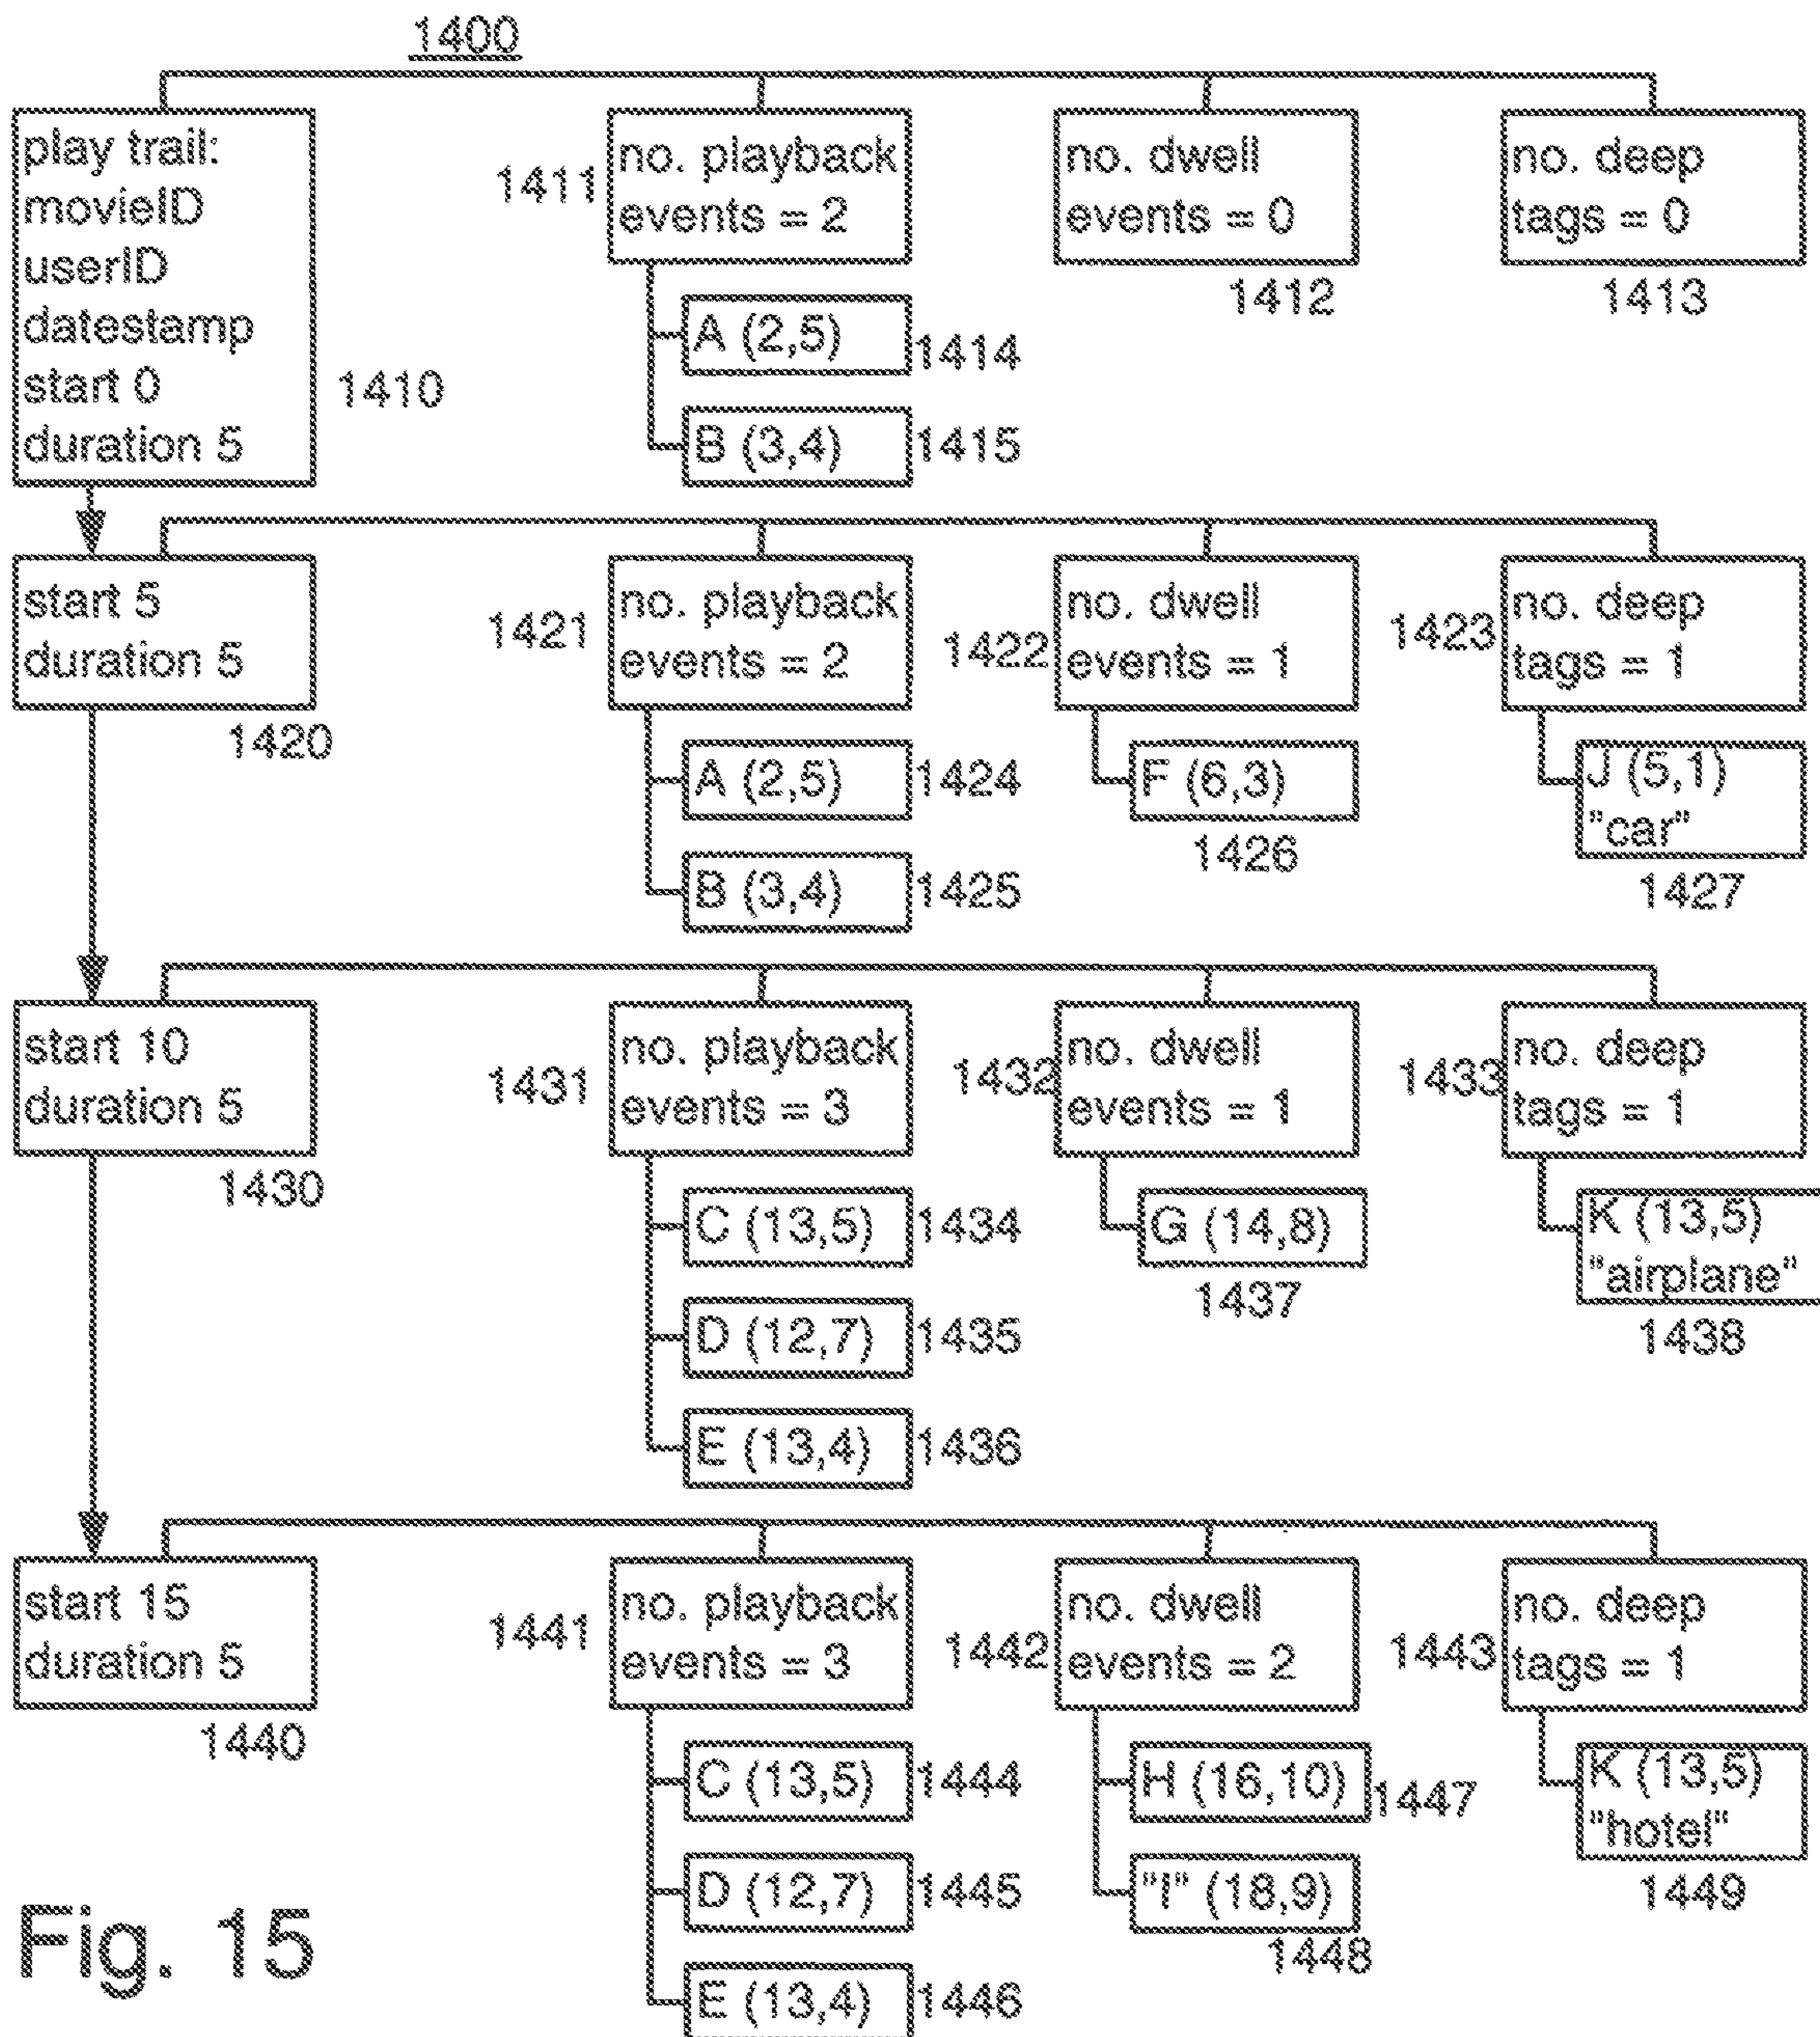 1400
play trail:
movieID
userID
datestamp
start 0
duration 5
1410
1411
no. playback
events = 2
A (2,5)
1414
B (3,4)
1415
no. dwell
events = 0
1412
no. deep
tags = 0
1413
start 5
duration 5
1420
1421
no. playback
events = 2
A (2,5)
1424
B (3,4)
1425
1422
no. dwell
events = 1
F (6,3)
1426
1423
no. deep
tags = 1
J (5,1)
"car"
1427
start 10
duration 5
1430
1431
no. playback
events = 3
C (13,5)
1434
D (12,7)
1435
E (13,4)
1436
1432
no. dwell
events = 1
G (14,8)
1437
1433
no. deep
tags = 1
K (13,5)
"airplane"
1438
start 15
duration 5
1440
1441
no. playback
events = 3
C (13,5)
1444
D (12,7)
1445
E (13,4)
1446
1442
no. dwell
events = 2
H (16,10)
1447
"I" (18,9)
1448
1443
no. deep
tags = 1
K (13,5)
"hotel"
1449
Fig. 15